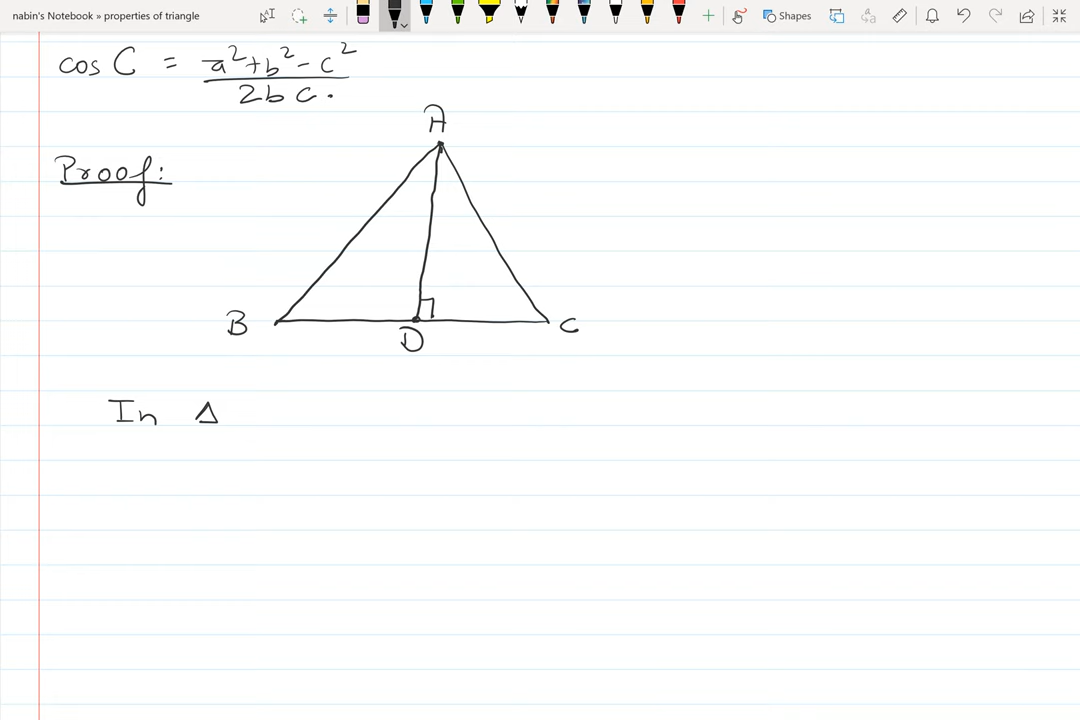 nabin's Notebook » properties of triangle
Shapes
cos C = a²+b²-c² / 2bc.
A
Proof:
B
C
D
In Δ